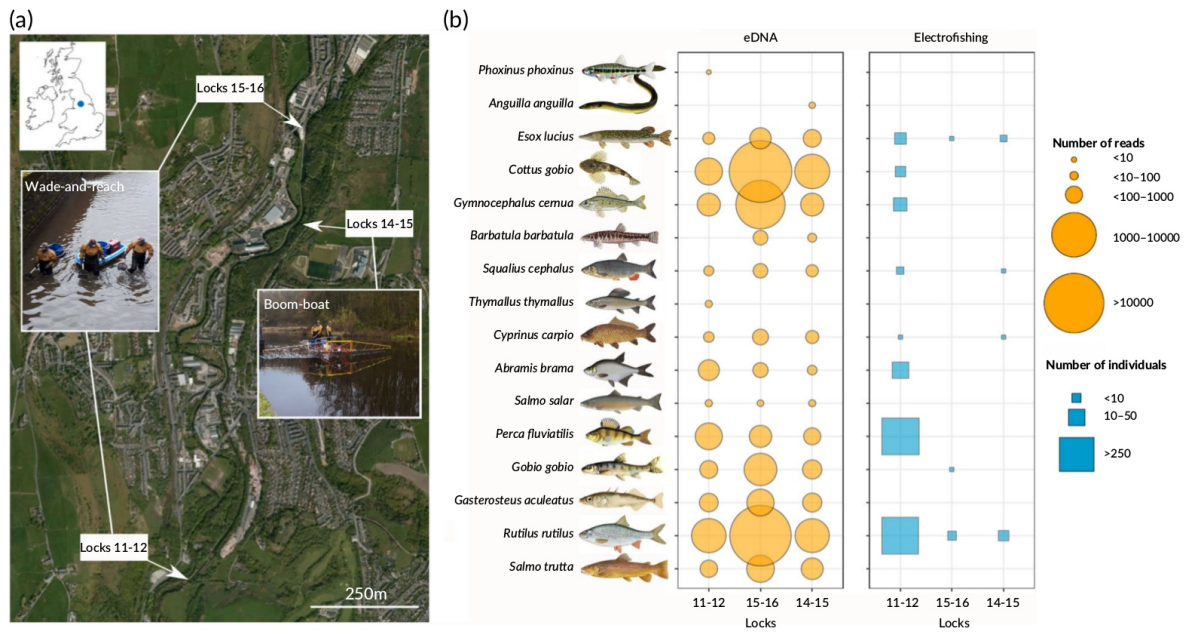 (a)
Locks 15-16
Wade-and-reach
Locks 14-15
Boom-boat
Locks 11-12
250m
(b)
eDNA
Electrofishing
Phoxinus phoxinus
Anguilla anguilla
Esox lucius
Cottus gobio
Gymnocephalus cernua
Barbatula barbatula
Squalius cephalus
Thymallus thymallus
Cyprinus carpio
Abramis brama
Salmo salar
Perca fluviatilis
Gobio gobio
Gasterosteus aculeatus
Rutilus rutilus
Salmo trutta
11-12 15-16 14-15
Locks
11-12 15-16 14-15
Locks
Number of reads
<10
<10–100
<100–1000
1000–10000
>10000
Number of individuals
<10
10–50
>250